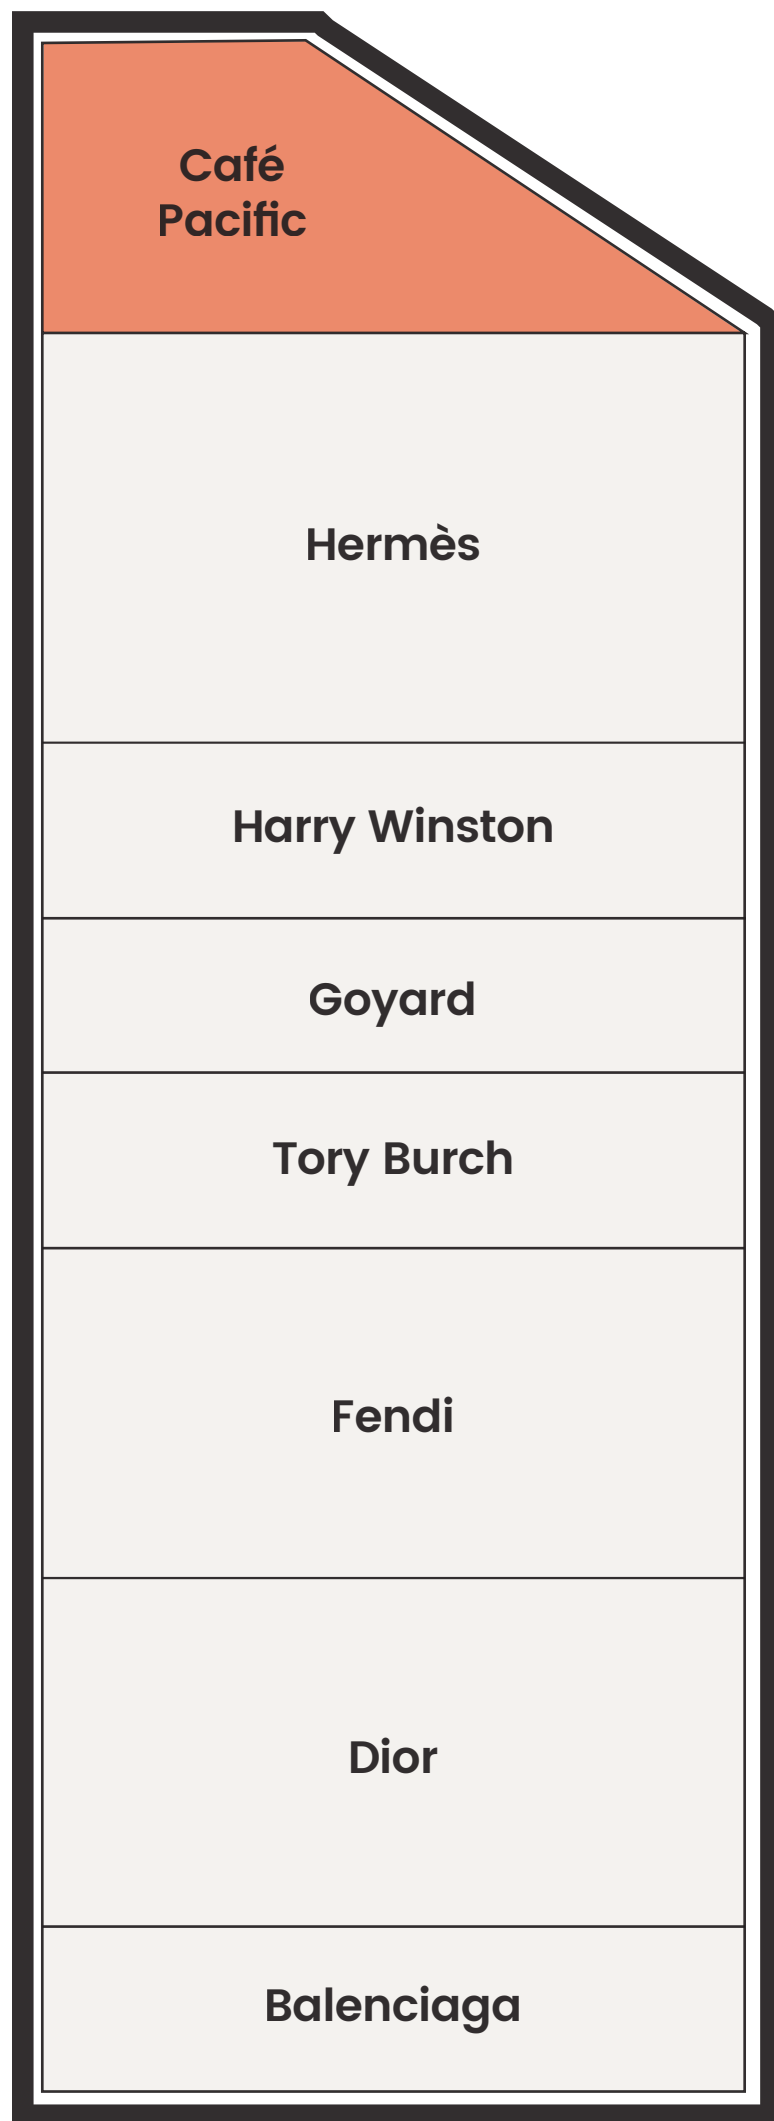 Café
Pacific
Hermès
Harry Winston
Goyard
Tory Burch
Fendi
Dior
Balenciaga